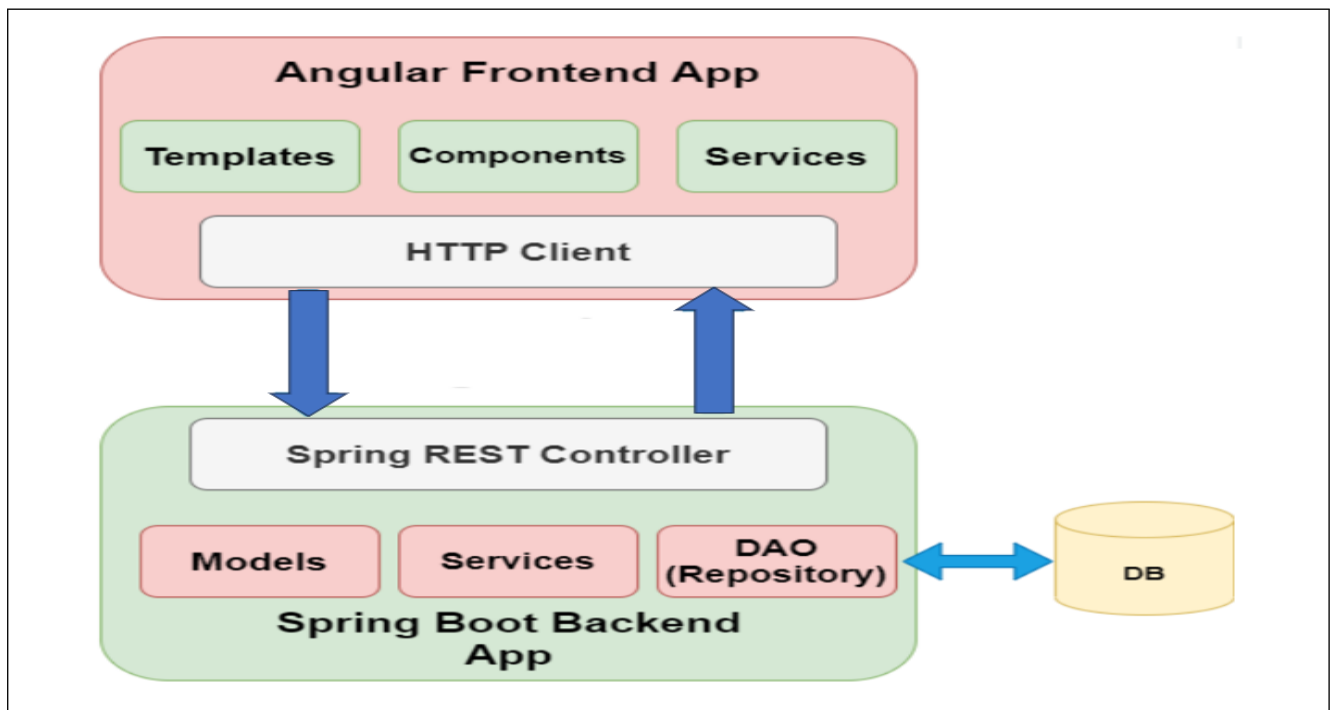 Angular Frontend App
Templates
Components
Services
HTTP Client
Spring REST Controller
Models
Services
DAO
(Repository)
DB
Spring Boot Backend
App